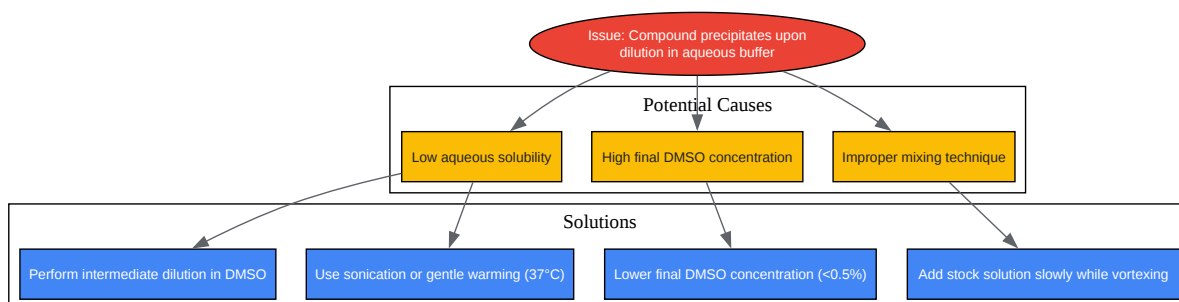 Issue: Compound precipitates upon
dilution in aqueous buffer
Potential Causes
Low aqueous solubility
High final DMSO concentration
Improper mixing technique
Solutions
Perform intermediate dilution in DMSO
Use sonication or gentle warming (37°C)
Lower final DMSO concentration (<0.5%)
Add stock solution slowly while vortexing